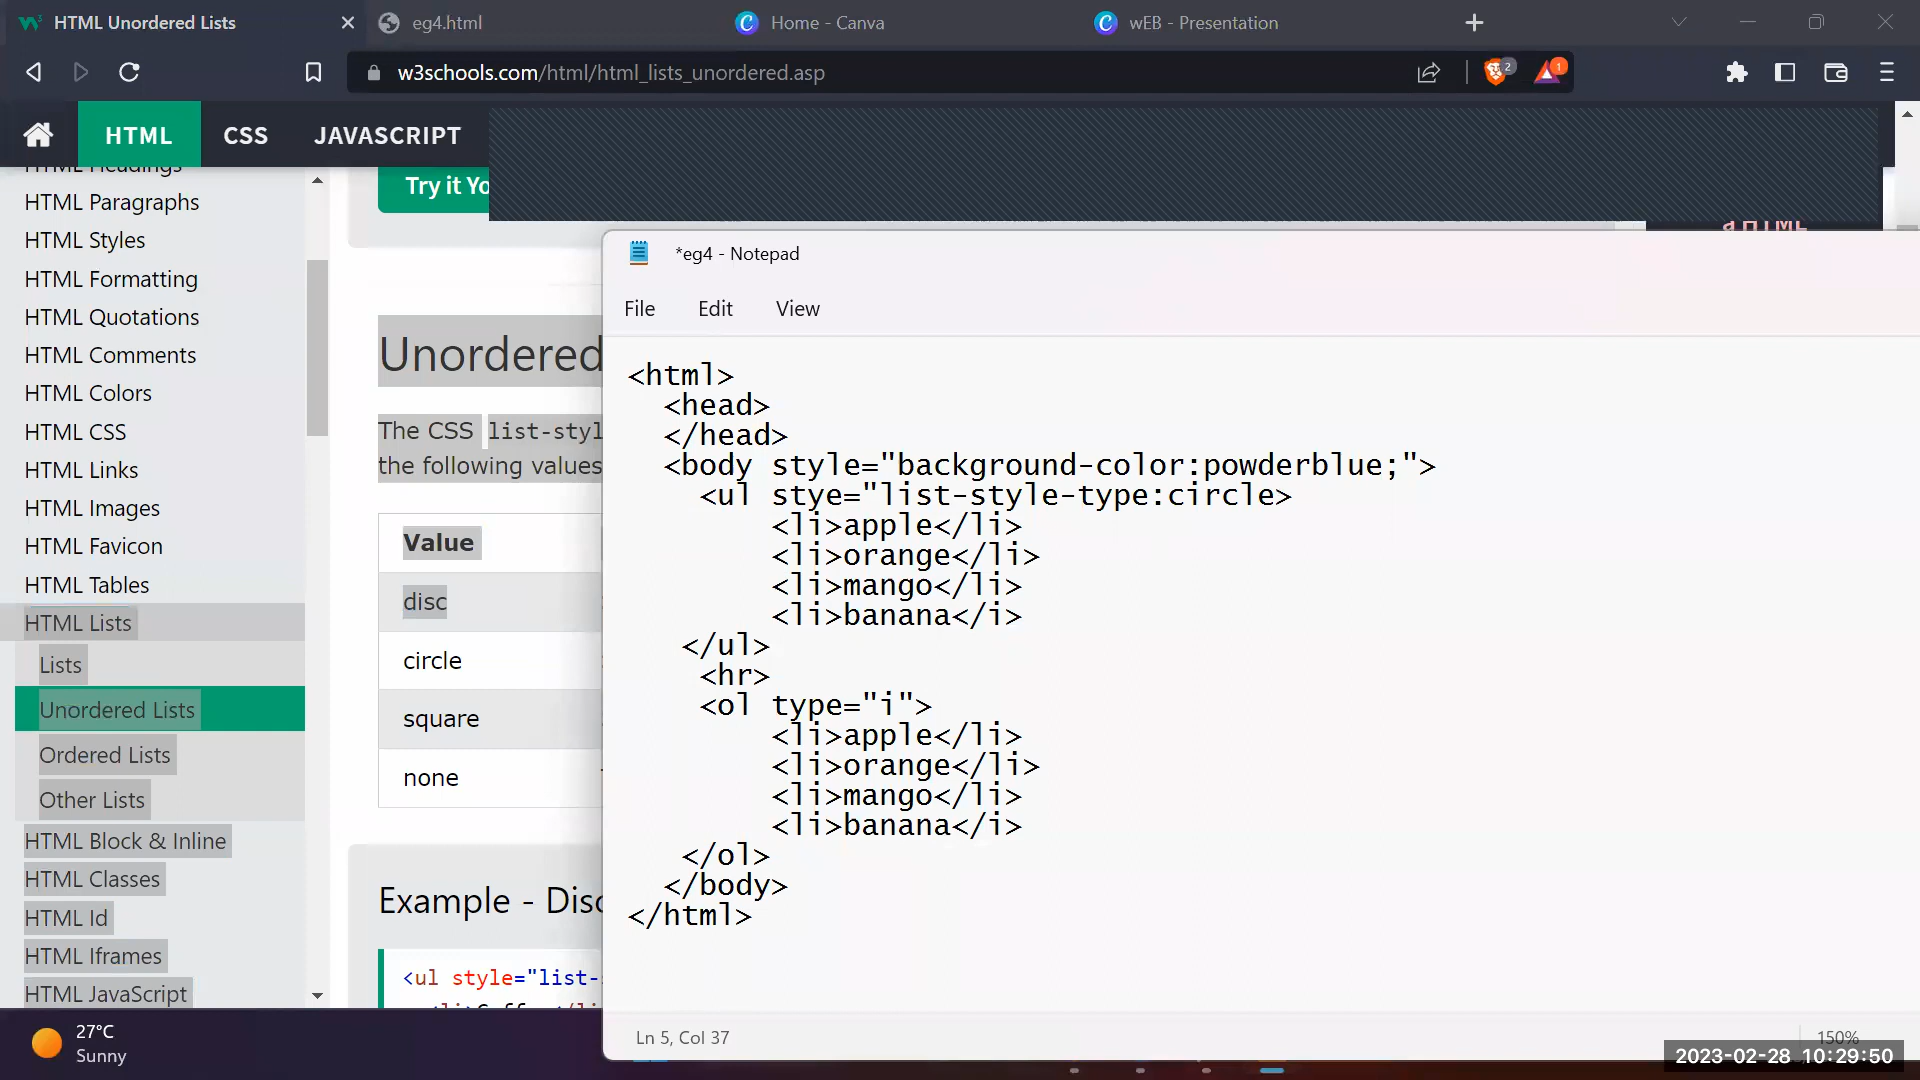 HTML Unordered Lists
eg4.html
Home - Canva
wEB - Presentation
w3schools.com/html/html_lists_unordered.asp
2
1
HTML
CSS
JAVASCRIPT
HTML Headings
HTML Paragraphs
HTML Styles
HTML Formatting
HTML Quotations
HTML Comments
HTML Colors
HTML CSS
HTML Links
HTML Images
HTML Favicon
HTML Tables
HTML Lists
Lists
Unordered Lists
Ordered Lists
Other Lists
HTML Block & Inline
HTML Classes
HTML Id
HTML Iframes
HTML JavaScript
Try it Yo
Unordered
The CSS list-styl
the following values
Value
disc
circle
square
none
Example - Disc
<ul style="list-
*eg4 - Notepad
File
Edit
View
<html>
<head>
</head>
<body style="background-color:powderblue;">
<ul stye="list-style-type:circle>
<li>apple</li>
<li>orange</li>
<li>mango</li>
<li>banana</i>
</ul>
<hr>
<ol type="i">
<li>apple</li>
<li>orange</li>
<li>mango</li>
<li>banana</i>
</ol>
</body>
</html>
Ln 5, Col 37
150%
27°C
Sunny
2023-02-28 10:29:50